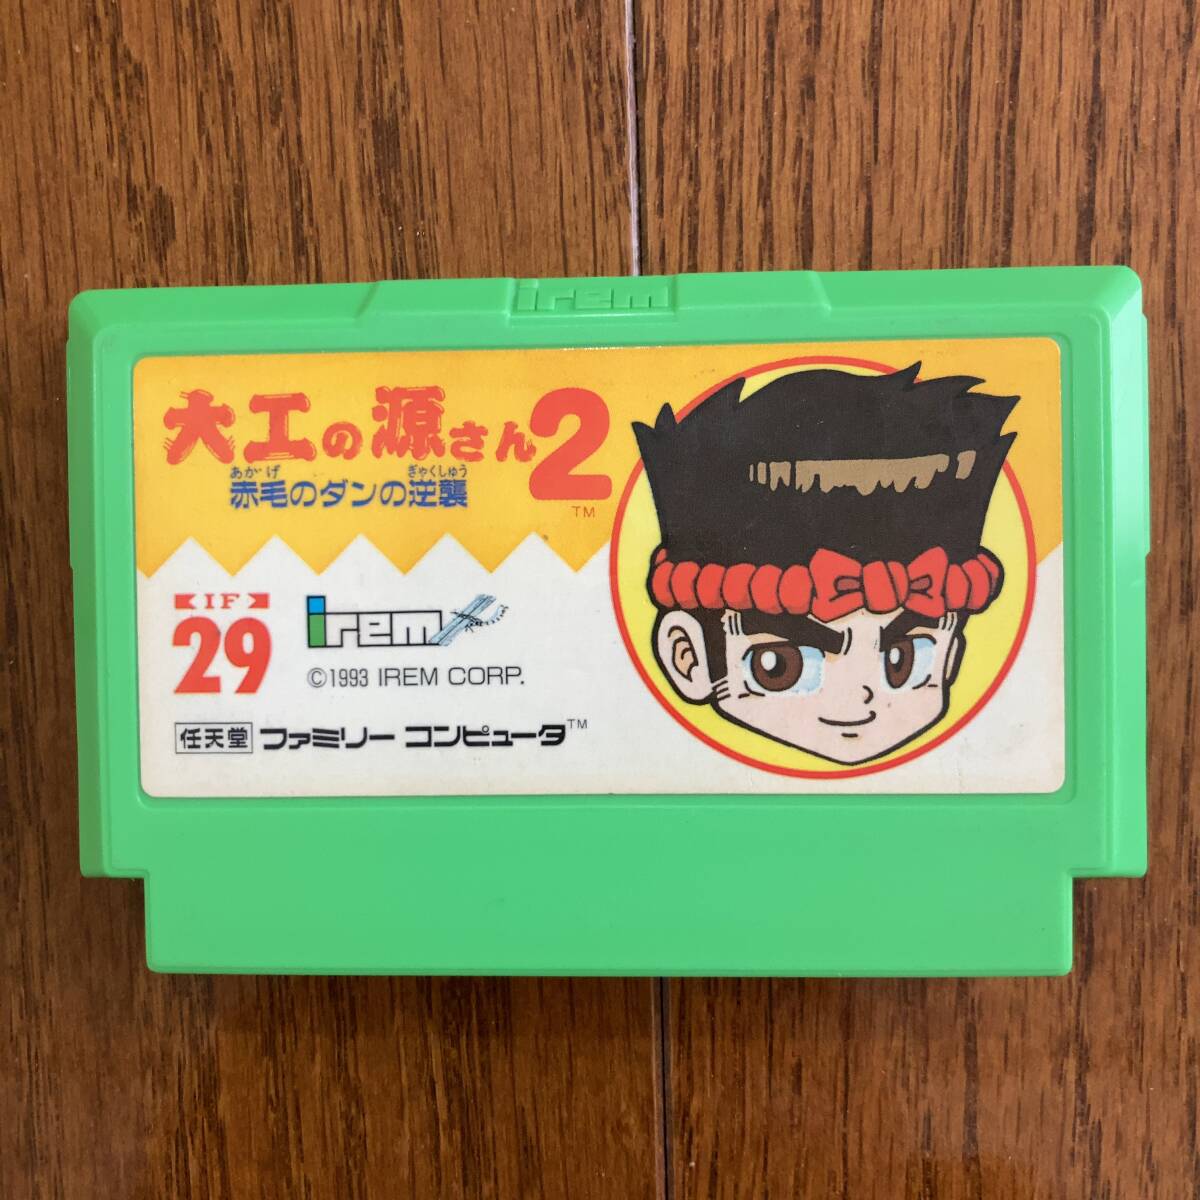 irem
大工の源さん2
あかげ ぎゃくしゅう
赤毛のダンの逆襲
TM
IF
29
irem
©1993 IREM CORP.
任天堂 ファミリーコンピュータ™